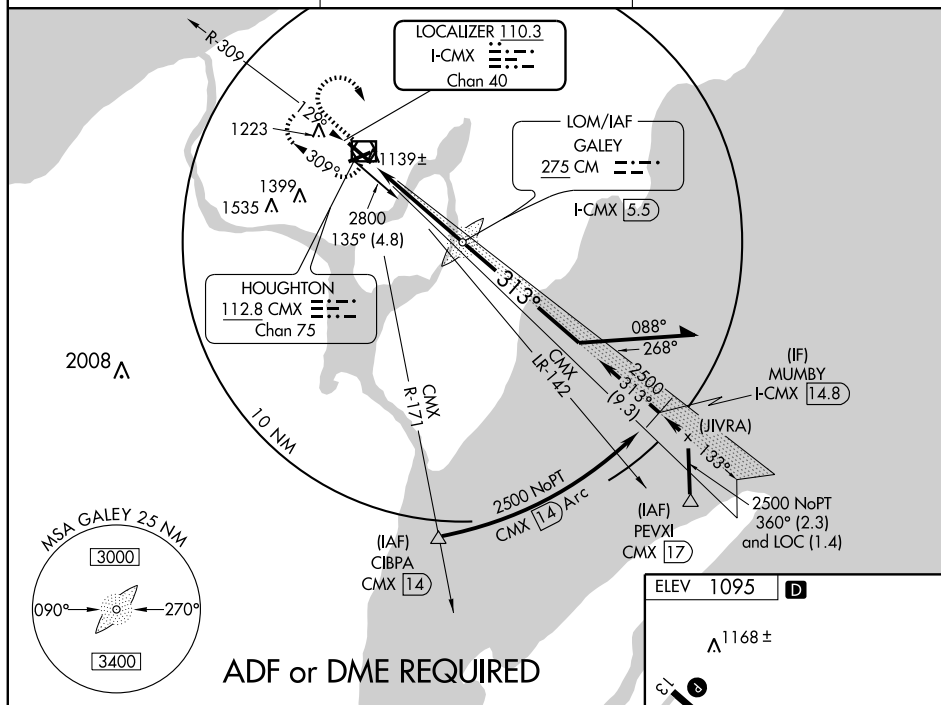 LOCALIZER 110.3
I-CMX
Chan 40
R-309
129°
1223
309°
1139±
LOM/IAF
GALEY
275 CM
I-CMX 5.5
1399
1535
2800
135° (4.8)
HOUGHTON
112.8 CMX
Chan 75
313°
088°
268°
2008
CMX
R-171
CMX
LR-142
2500
313°
(9.3)
(IF)
MUMBY
I-CMX 14.8
(JIVRA)
133°
10 NM
2500 NoPT
CMX 14 Arc
(IAF)
CIBPA
CMX 14
(IAF)
PEVXI
CMX 17
2500 NoPT
360° (2.3)
and LOC (1.4)
MSA GALEY 25 NM
3000
090°
270°
3400
ADF or DME REQUIRED
ELEV 1095 D
1168 ±
13
P